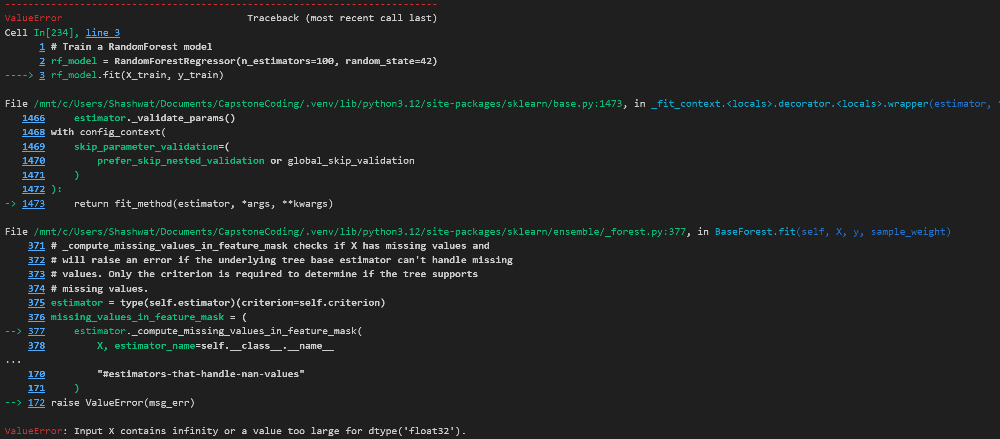 ---------------------------------------------------------------------------
ValueError                                Traceback (most recent call last)
Cell In[234], line 3
      1 # Train a RandomForest model
      2 rf_model = RandomForestRegressor(n_estimators=100, random_state=42)
----> 3 rf_model.fit(X_train, y_train)

File /mnt/c/Users/Shashwat/Documents/CapstoneCoding/.venv/lib/python3.12/site-packages/sklearn/base.py:1473, in _fit_context.<locals>.decorator.<locals>.wrapper(estimator,
   1466     estimator._validate_params()
   1468 with config_context(
   1469     skip_parameter_validation=(
   1470         prefer_skip_nested_validation or global_skip_validation
   1471     )
   1472 ):
-> 1473     return fit_method(estimator, *args, **kwargs)

File /mnt/c/Users/Shashwat/Documents/CapstoneCoding/.venv/lib/python3.12/site-packages/sklearn/ensemble/_forest.py:377, in BaseForest.fit(self, X, y, sample_weight)
    371 # _compute_missing_values_in_feature_mask checks if X has missing values and
    372 # will raise an error if the underlying tree base estimator can't handle missing
    373 # values. Only the criterion is required to determine if the tree supports
    374 # missing values.
    375 estimator = type(self.estimator)(criterion=self.criterion)
    376 missing_values_in_feature_mask = (
--> 377     estimator._compute_missing_values_in_feature_mask(
    378         X, estimator_name=self.__class__.__name__
...
    170         "#estimators-that-handle-nan-values"
    171     )
--> 172 raise ValueError(msg_err)

ValueError: Input X contains infinity or a value too large for dtype('float32').